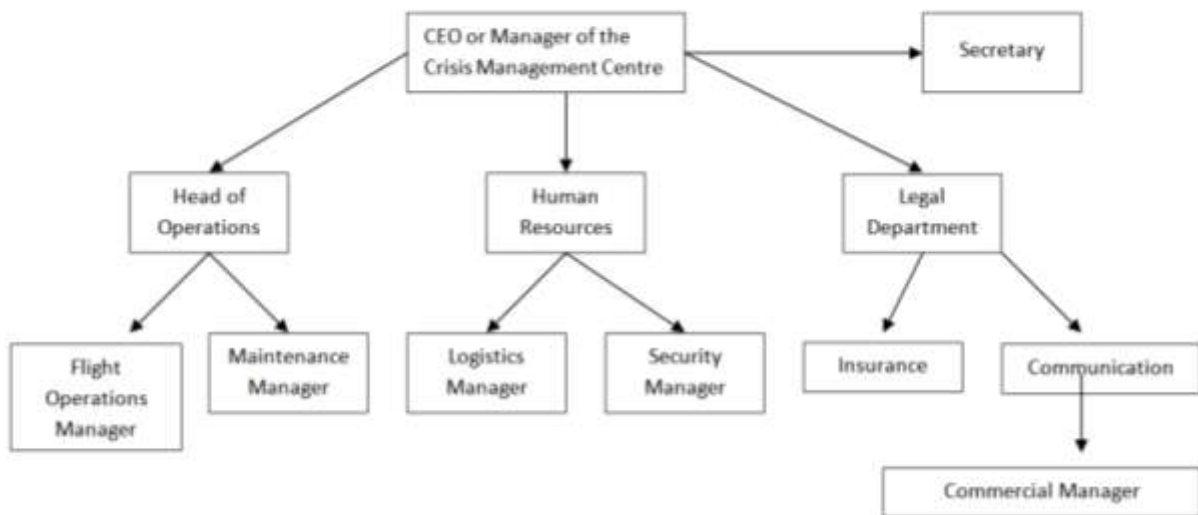 CEO or Manager of the
Crisis Management Centre
Secretary
Head of
Operations
Human
Resources
Legal
Department
Flight
Operations
Manager
Maintenance
Manager
Logistics
Manager
Security
Manager
Insurance
Communication
Commercial Manager